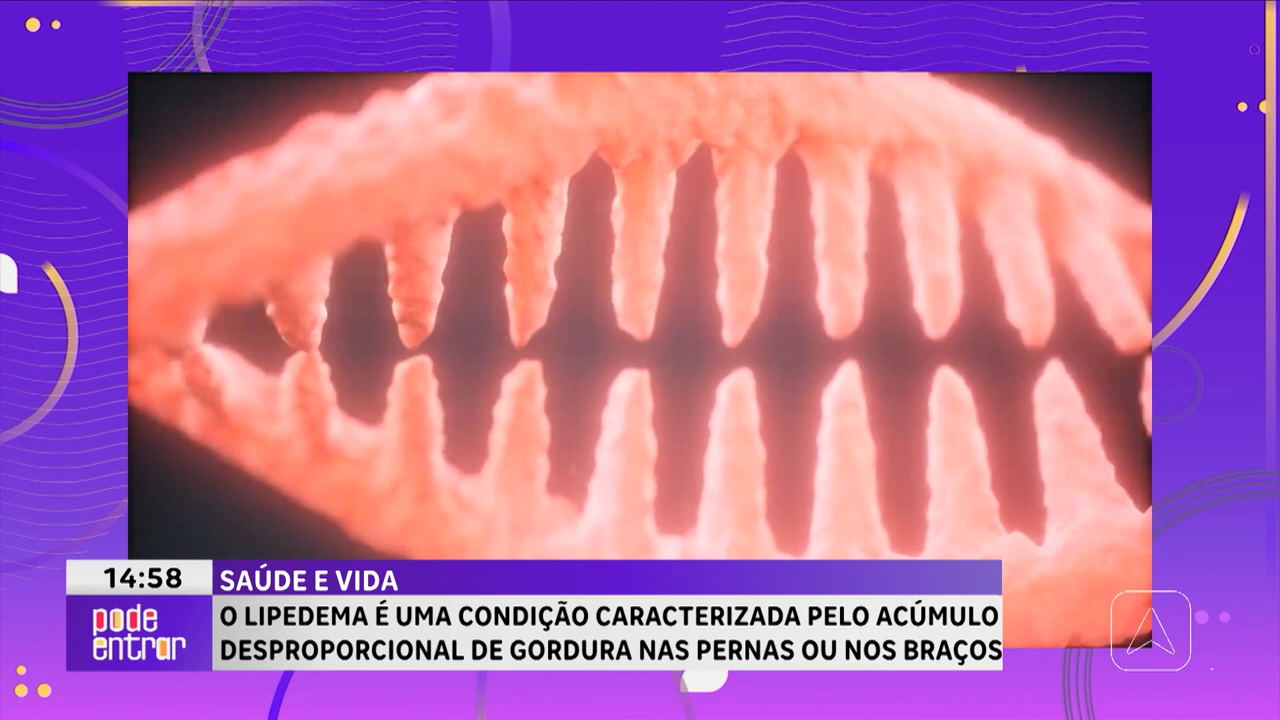 14:58
SAÚDE E VIDA
pode
entrar
O LIPEDEMA É UMA CONDIÇÃO CARACTERIZADA PELO ACÚMULO
DESPROPORCIONAL DE GORDURA NAS PERNAS OU NOS BRAÇOS